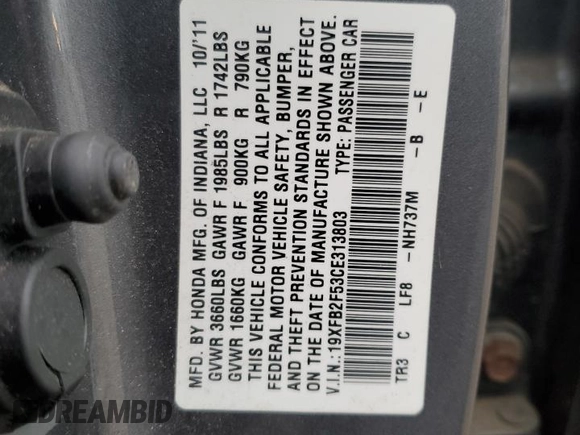 MFD. BY HONDA MFG. OF INDIANA, LLC 10/'11
GVWR 3660LBS GAWR F 1985LBS R 1742LBS
GVWR 1660KG GAWR F 900KG R 790KG
THIS VEHICLE CONFORMS TO ALL APPLICABLE
FEDERAL MOTOR VEHICLE SAFETY, BUMPER,
AND THEFT PREVENTION STANDARDS IN EFFECT
ON THE DATE OF MANUFACTURE SHOWN ABOVE.
V.I.N.:19XFB2F53CE313803 TYPE: PASSENGER CAR
TR3 C LF8 -NH737M -B -E
DREAMBID